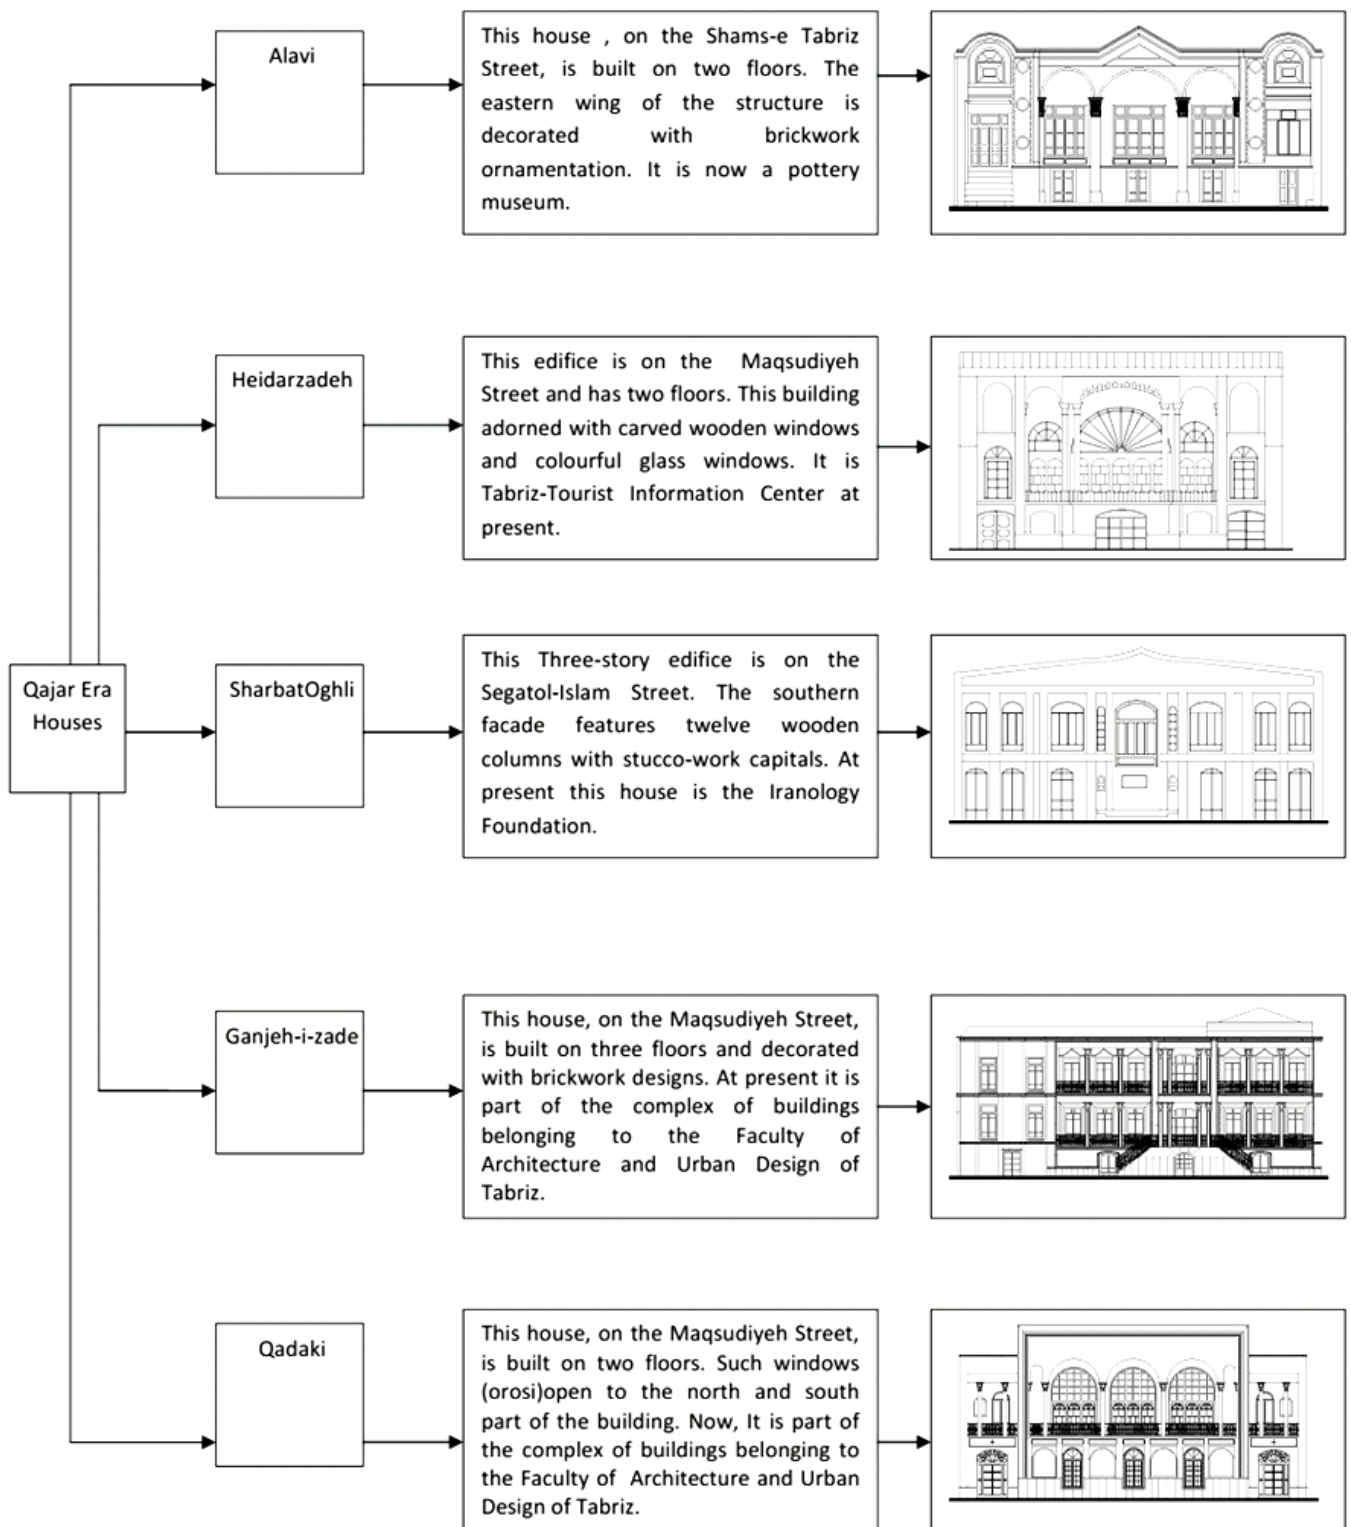 Qajar Era
Houses
Alavi
This house , on the Shams-e Tabriz
Street, is built on two floors. The
eastern wing of the structure is
decorated with brickwork
ornamentation. It is now a pottery
museum.
Heidarzadeh
This edifice is on the Maqsudiyeh
Street and has two floors. This building
adorned with carved wooden windows
and colourful glass windows. It is
Tabriz-Tourist Information Center at
present.
SharbatOghli
This Three-story edifice is on the
Segatol-Islam Street. The southern
facade features twelve wooden
columns with stucco-work capitals. At
present this house is the Iranology
Foundation.
Ganjeh-i-zade
This house, on the Maqsudiyeh Street,
is built on three floors and decorated
with brickwork designs. At present it is
part of the complex of buildings
belonging to the Faculty of
Architecture and Urban Design of
Tabriz.
Qadaki
This house, on the Maqsudiyeh Street,
is built on two floors. Such windows
(orosi)open to the north and south
part of the building. Now, It is part of
the complex of buildings belonging to
the Faculty of Architecture and Urban
Design of Tabriz.